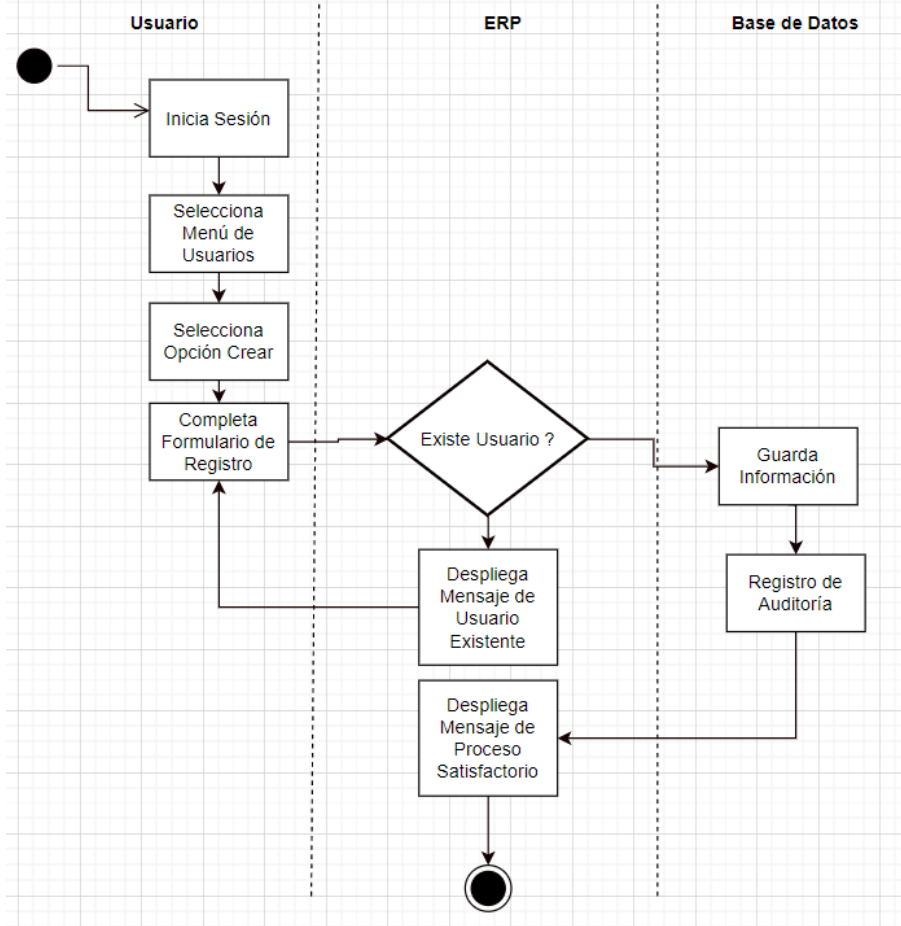 Usuario
ERP
Base de Datos
Inicia Sesión
Selecciona
Menú de
Usuarios
Selecciona
Opción Crear
Completa
Formulario de
Registro
Existe Usuario ?
Guarda
Información
Despliega
Mensaje de
Usuario
Existente
Registro de
Auditoría
Despliega
Mensaje de
Proceso
Satisfactorio